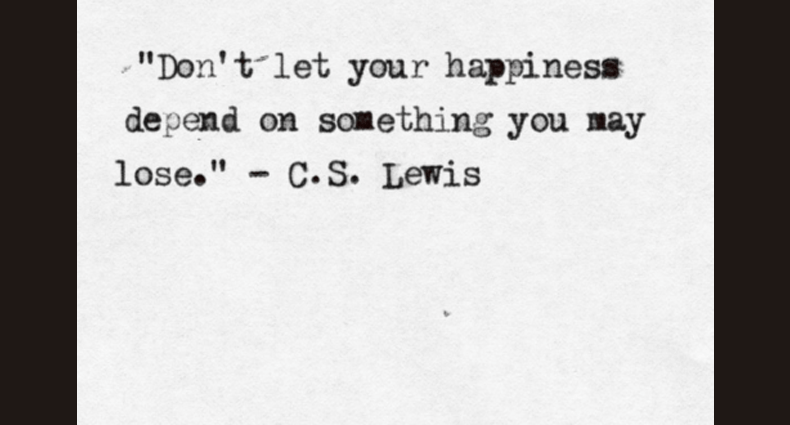 "Don't let your happiness
depend on something you may
lose." - C.S. Lewis